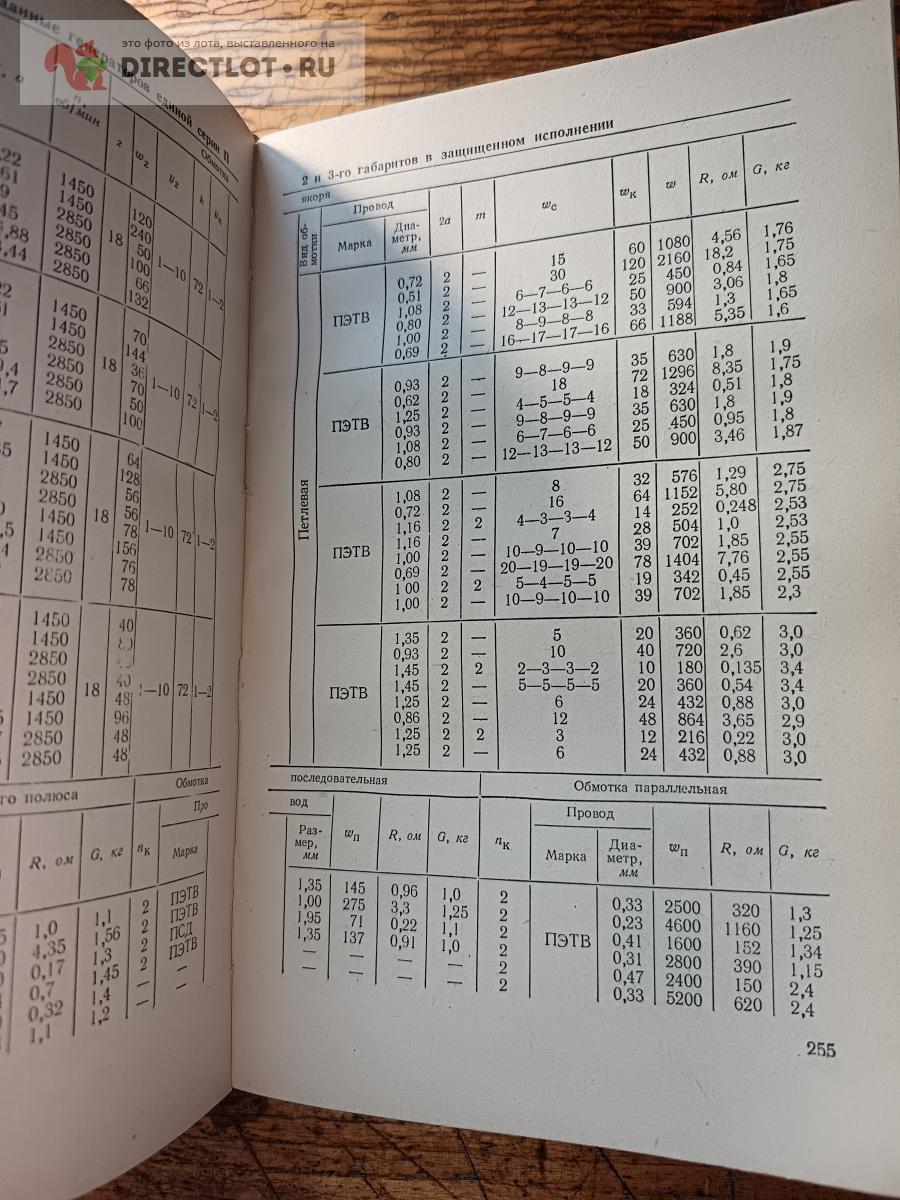 это фото из лота, выставленного на
DIRECTLOT.RU
данные генераторов единой серии П
Обмотка
n, об/мин z w₂ y₂ k yₖ
1450
1450
2850
2850
2850
2850
18
120
240
50
100
66
132
1—10 72 1—2
1450
1450
2850
2850
2850
2850
18
70
144
36
70
50
100
1—10 72 1—2
1450
1450
2850
2850
1450
1450
2850
2850
18
64
128
56
56
78
156
76
78
1—10 72 1—2
1450
1450
2850
2850
1450
1450
2850
2850
18
40
40
48
96
48
48
—10 72 1—2
го полюса
Обмотка
Про
R, ом G, кг nк Марка
1,1 2 ПЭТВ
1,0 1,56 2 ПЭТВ
4,35 1,3 2 ПСД
0,17 1,45 2 ПЭТВ
0,7 1,4 — —
0,32 1,2 — —
1,1
2 и 3-го габаритов в защищенном исполнении
якоря
Вид обмотки
Провод
Марка Диаметр, мм 2a m wс wк w R, ом G, кг
Петлевая
ПЭТВ
0,72 2 — 15 60 1080 4,56 1,76
0,51 2 — 30 120 2160 18,2 1,75
1,08 2 — 6—7—6—6 25 450 0,84 1,65
0,80 2 — 12—13—13—12 50 900 3,06 1,8
1,00 2 — 8—9—8—8 33 594 1,3 1,65
0,69 2 — 16—17—17—16 66 1188 5,35 1,6
ПЭТВ
0,93 2 — 9—8—9—9 35 630 1,8 1,9
0,62 2 — 18 72 1296 8,35 1,75
1,25 2 — 4—5—5—4 18 324 0,51 1,8
0,93 2 — 9—8—9—9 35 630 1,8 1,9
1,08 2 — 6—7—6—6 25 450 0,95 1,8
0,80 2 — 12—13—13—12 50 900 3,46 1,87
ПЭТВ
1,08 2 — 8 32 576 1,29 2,75
0,72 2 — 16 64 1152 5,80 2,75
1,16 2 2 4—3—3—4 14 252 0,248 2,53
1,16 2 — 7 28 504 1,0 2,53
1,00 2 — 10—9—10—10 39 702 1,85 2,55
0,69 2 — 20—19—19—20 78 1404 7,76 2,55
1 00 2 2 5—4—5—5 19 342 0,45 2,55
1,00 2 — 10—9—10—10 39 702 1,85 2,3
ПЭТВ
1,35 2 — 5 20 360 0,62 3,0
0,93 2 — 10 40 720 2,6 3,0
1,45 2 2 2—3—3—2 10 180 0,135 3,4
1,45 2 — 5—5—5—5 20 360 0,54 3,4
1,25 2 — 6 24 432 0,88 3,0
0,86 2 — 12 48 864 3,65 2,9
1,25 2 2 3 12 216 0,22 3,0
1,25 2 — 6 24 432 0,88 3,0
последовательная Обмотка параллельная
вод Провод
Размер, мм wп R, ом G, кг nк Марка Диаметр, мм wп R, ом G, кг
ПЭТВ
1,35 145 0,96 1,0 2 0,33 2500 320 1,3
1,00 275 3,3 1,25 2 0,23 4600 1160 1,25
1,95 71 0,22 1,1 2 0,41 1600 152 1,34
1,35 137 0,91 1,0 2 0,31 2800 390 1,15
— — — — 2 0,47 2400 150 2,4
— — — — 2 0,33 5200 620 2,4
255